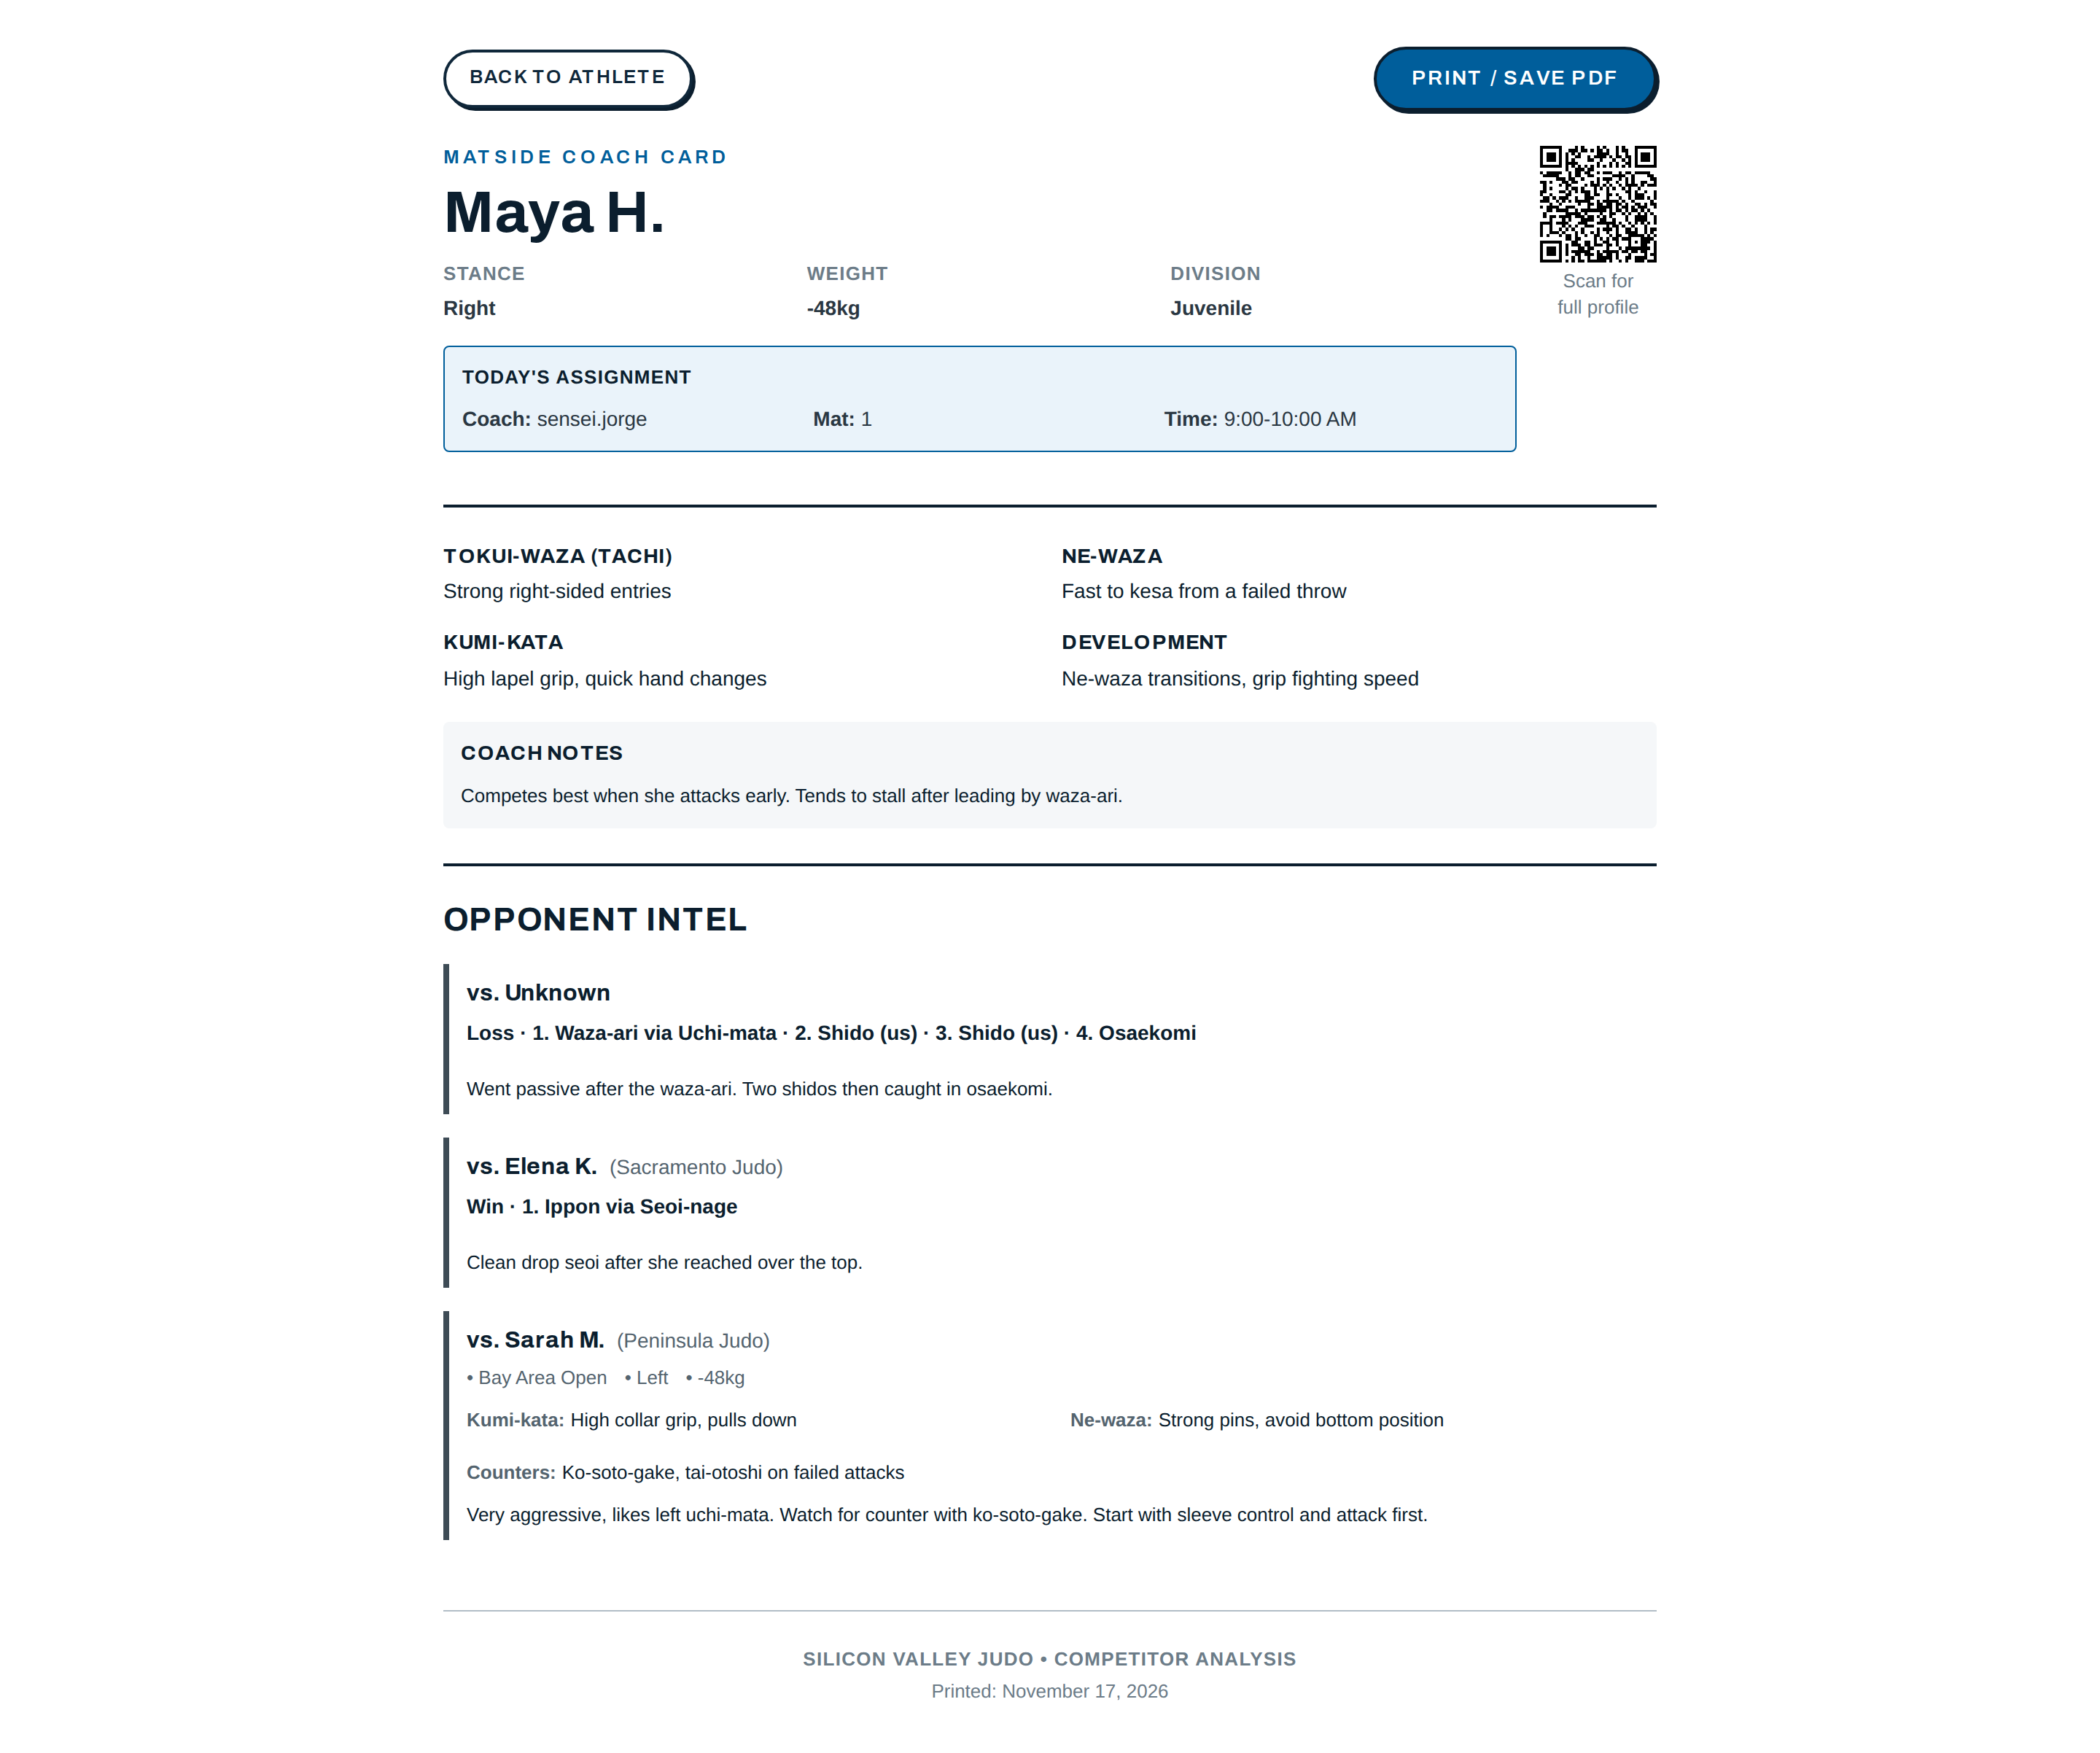 BACK TO ATHLETE
PRINT / SAVE PDF
MATSIDE COACH CARD
Maya H.
STANCE WEIGHT DIVISION
Right -48kg Juvenile
Scan for
full profile
TODAY'S ASSIGNMENT
Coach: sensei.jorge Mat: 1 Time: 9:00-10:00 AM
TOKUI-WAZA (TACHI)
Strong right-sided entries
NE-WAZA
Fast to kesa from a failed throw
KUMI-KATA
High lapel grip, quick hand changes
DEVELOPMENT
Ne-waza transitions, grip fighting speed
COACH NOTES
Competes best when she attacks early. Tends to stall after leading by waza-ari.
OPPONENT INTEL
vs. Unknown
Loss · 1. Waza-ari via Uchi-mata · 2. Shido (us) · 3. Shido (us) · 4. Osaekomi
Went passive after the waza-ari. Two shidos then caught in osaekomi.
vs. Elena K. (Sacramento Judo)
Win · 1. Ippon via Seoi-nage
Clean drop seoi after she reached over the top.
vs. Sarah M. (Peninsula Judo)
• Bay Area Open • Left • -48kg
Kumi-kata: High collar grip, pulls down Ne-waza: Strong pins, avoid bottom position
Counters: Ko-soto-gake, tai-otoshi on failed attacks
Very aggressive, likes left uchi-mata. Watch for counter with ko-soto-gake. Start with sleeve control and attack first.
SILICON VALLEY JUDO • COMPETITOR ANALYSIS
Printed: November 17, 2026